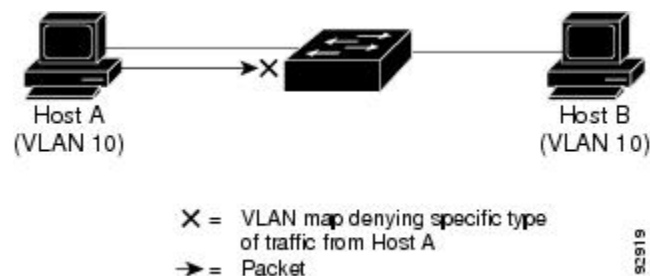 Host A
(VLAN 10)
Host B
(VLAN 10)
X = VLAN map denying specific type
of traffic from Host A
→ = Packet
92919